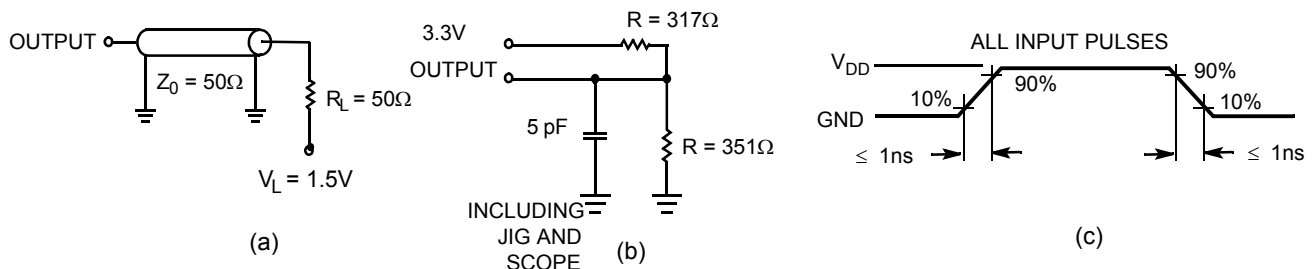 OUTPUT
Z0 = 50Ω
RL = 50Ω
VL = 1.5V
(a)
R = 317Ω
3.3V
OUTPUT
5 pF
R = 351Ω
INCLUDING
JIG AND
SCOPE
(b)
ALL INPUT PULSES
VDD
90%
90%
10%
10%
GND
≤ 1ns
≤ 1ns
(c)